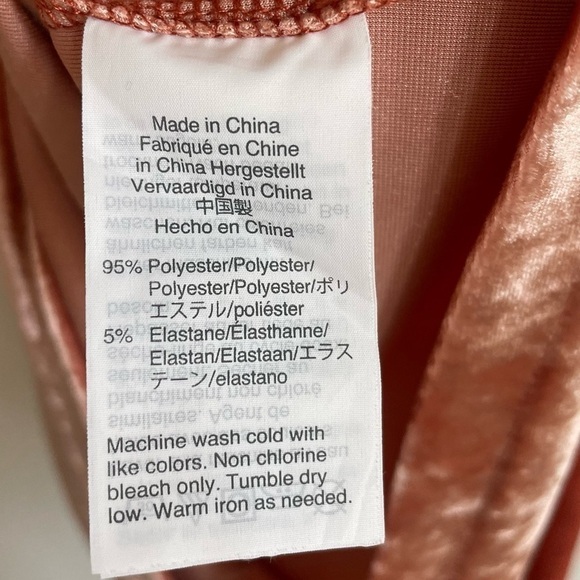 Made in China
Fabriqué en Chine
in China Hergestellt
Vervaardigd in China
中国製
Hecho en China
95% Polyester/Polyester/
Polyester/Polyester/ポリ
エステル/poliéster
5% Elastane/Élasthanne/
Elastan/Elastaan/エラス
テーン/elastano
Machine wash cold with
like colors. Non chlorine
bleach only. Tumble dry
low. Warm iron as needed.